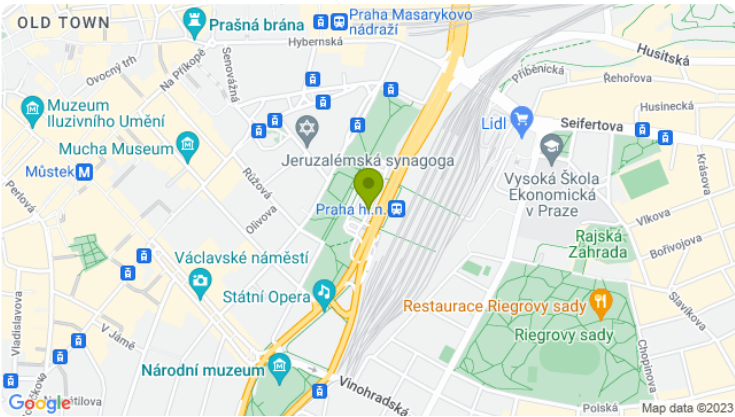 OLD TOWN
Prašná brána
Praha Masarykovo
nádraží
Hybernská
Husitská
Ovocný trh
Na Příkopě
Senovážná
Příběnická
Řehořova
Husinecká
Muzeum
Iluzivního Umění
Lidl
Seifertova
Mucha Museum
Jeruzalémská synagoga
Můstek M
Vysoká Škola
Ekonomická
v Praze
Krásova
Perlová
Růžová
Olivova
Praha hl.n.
Vlkova
Rajská
Zahrada
Bořivojova
Václavské náměstí
Státní Opera
Restaurace Riegrovy sady
Slavíkova
Riegrovy sady
Vladislavova
V Jámě
Chopinova
Národní muzeum
Vinohradská
Polská
Google
Map data ©2023